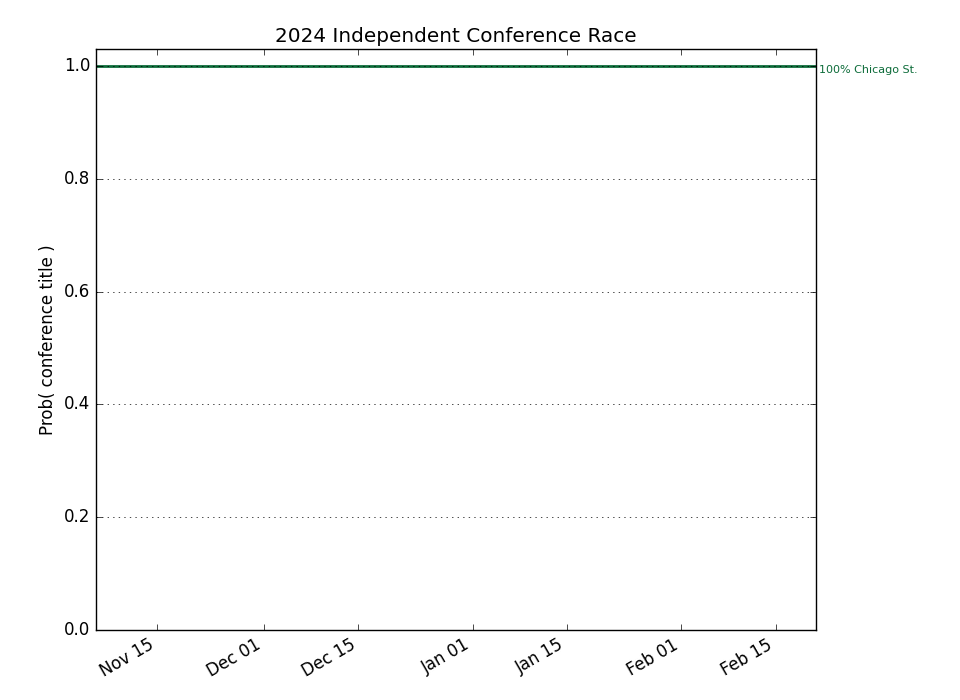 2024 Independent Conference Race
1.0
100% Chicago St.
0.8
0.6
0.4
0.2
0.0
Prob( conference title )
Nov 15
Dec 01
Dec 15
Jan 01
Jan 15
Feb 01
Feb 15